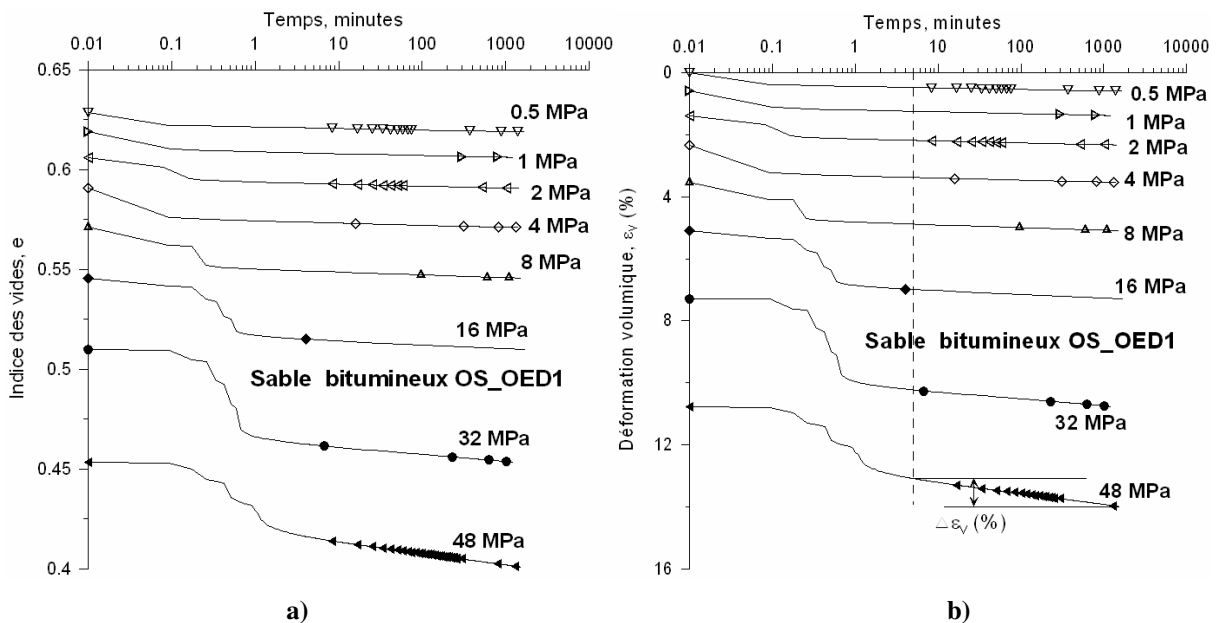 Temps, minutes
0.01 0.1 1 10 100 1000 10000
0.65
0.6
0.55
0.5
0.45
0.4
Indice des vides, e
0.5 MPa
1 MPa
2 MPa
4 MPa
8 MPa
16 MPa
Sable bitumineux OS_OED1
32 MPa
48 MPa
a)
Temps, minutes
0.01 0.1 1 10 100 1000 10000
0
4
8
12
16
Déformation volumique, εv (%)
0.5 MPa
1 MPa
2 MPa
4 MPa
8 MPa
16 MPa
Sable bitumineux OS_OED1
32 MPa
48 MPa
△εv (%)
b)